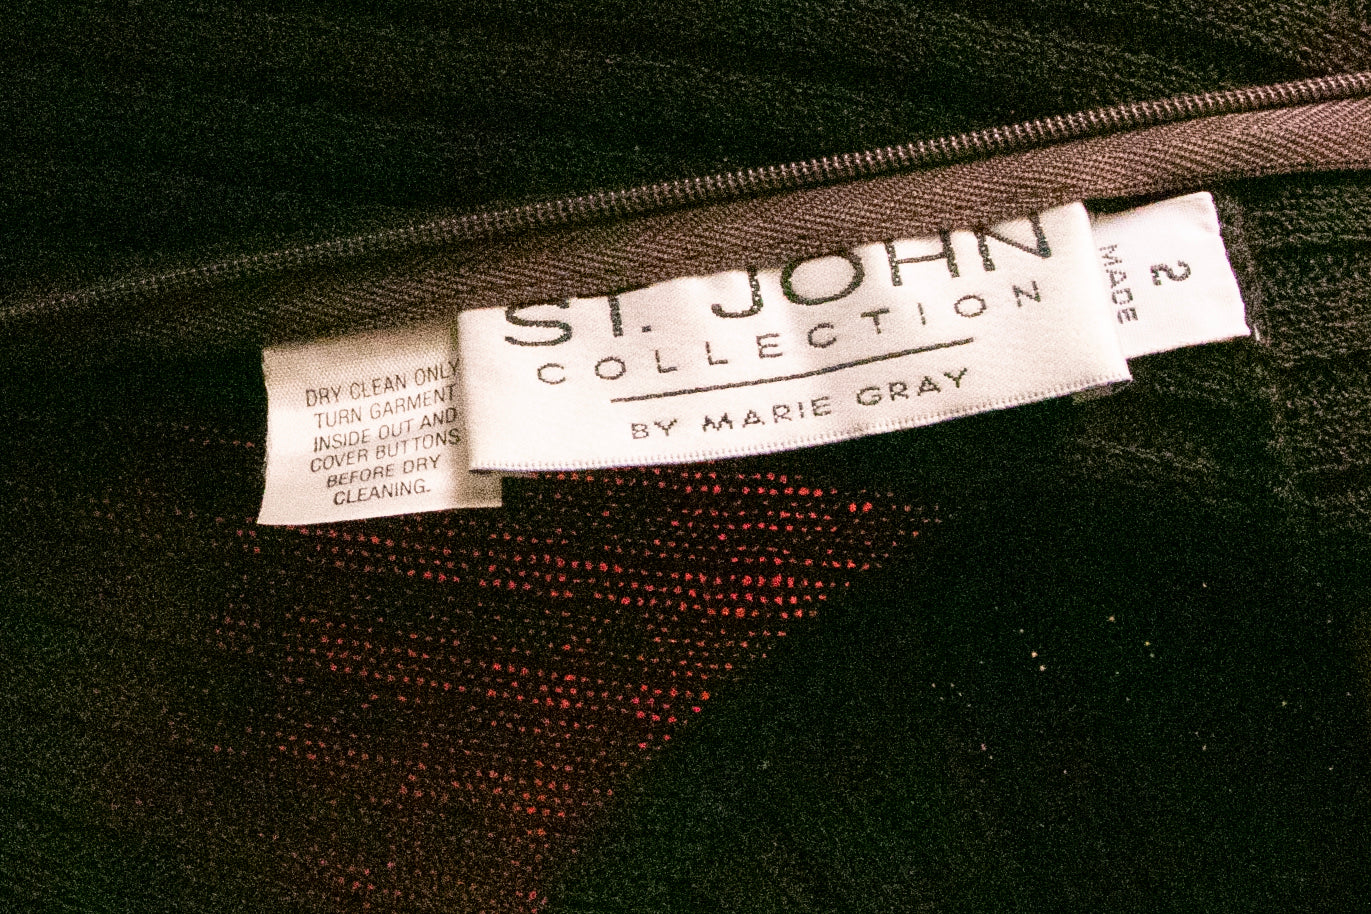 DRY CLEAN ONLY
TURN GARMENT
INSIDE OUT AND
COVER BUTTONS
BEFORE DRY
CLEANING.
ST. JOHN
COLLECTION
BY MARIE GRAY
2
MADE